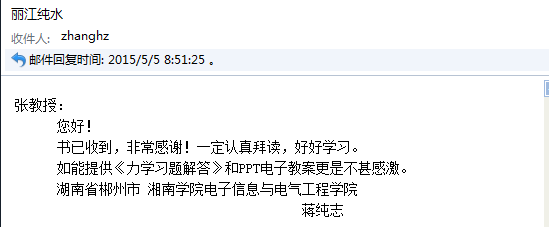 丽江纯水
收件人: zhanghz
邮件回复时间: 2015/5/5 8:51:25 。
张教授：
您好！
书已收到，非常感谢！一定认真拜读，好好学习。
如能提供《力学习题解答》和PPT电子教案更是不甚感激。
湖南省郴州市 湘南学院电子信息与电气工程学院
蒋纯志